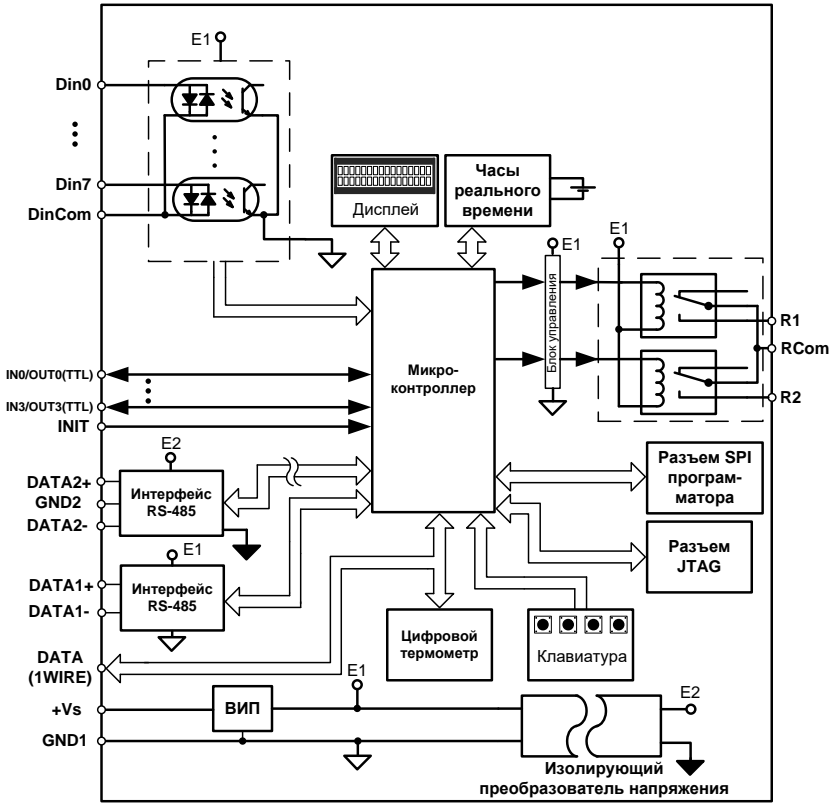 E1
Din0
Din7
DinCom
Дисплей
Часы
реального
времени
E1
E1
Блок управления
R1
RCom
R2
Микро-
контроллер
IN0/OUT0(TTL)
IN3/OUT3(TTL)
INIT
E2
DATA2+
GND2
DATA2-
Интерфейс
RS-485
Разъем SPI
програм-
матора
E1
DATA1+
DATA1-
Интерфейс
RS-485
Разъем
JTAG
DATA
(1WIRE)
Цифровой
термометр
Клавиатура
+Vs
ВИП
E1
E2
GND1
Изолирующий
преобразователь напряжения